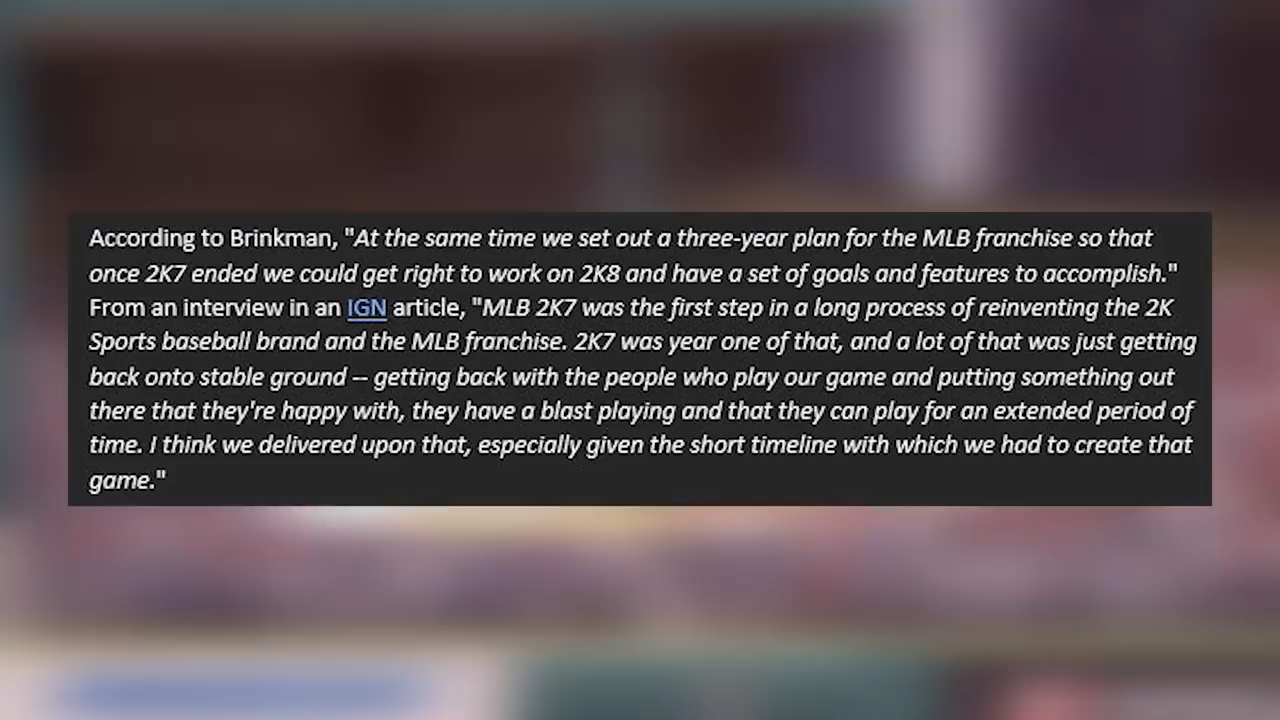 According to Brinkman, "At the same time we set out a three-year plan for the MLB franchise so that
once 2K7 ended we could get right to work on 2K8 and have a set of goals and features to accomplish."
From an interview in an IGN article, "MLB 2K7 was the first step in a long process of reinventing the 2K
Sports baseball brand and the MLB franchise. 2K7 was year one of that, and a lot of that was just getting
back onto stable ground -- getting back with the people who play our game and putting something out
there that they're happy with, they have a blast playing and that they can play for an extended period of
time. I think we delivered upon that, especially given the short timeline with which we had to create that
game."